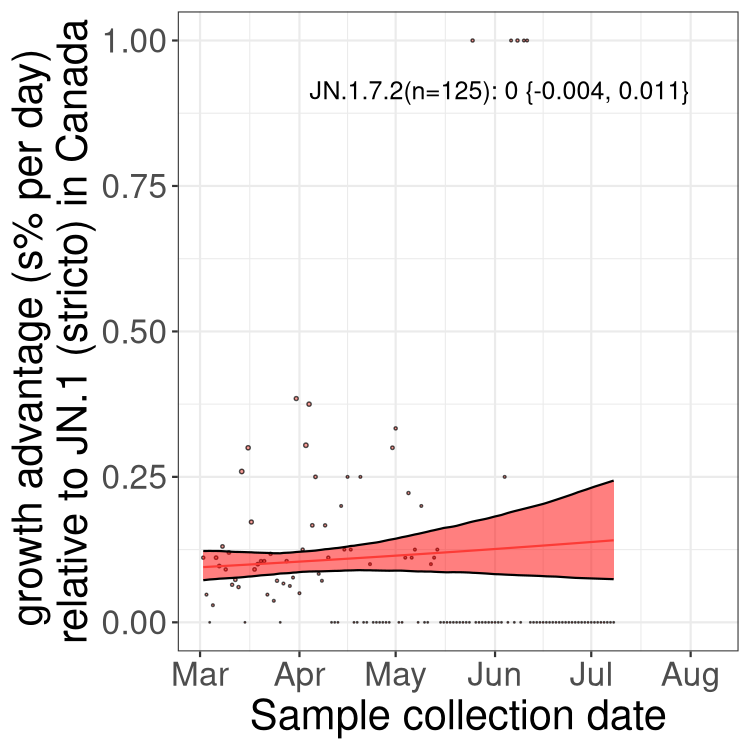 growth advantage (s% per day)
relative to JN.1 (stricto) in Canada
1.00
0.75
0.50
0.25
0.00
JN.1.7.2(n=125): 0 {-0.004, 0.011}
Mar Apr May Jun Jul Aug
Sample collection date